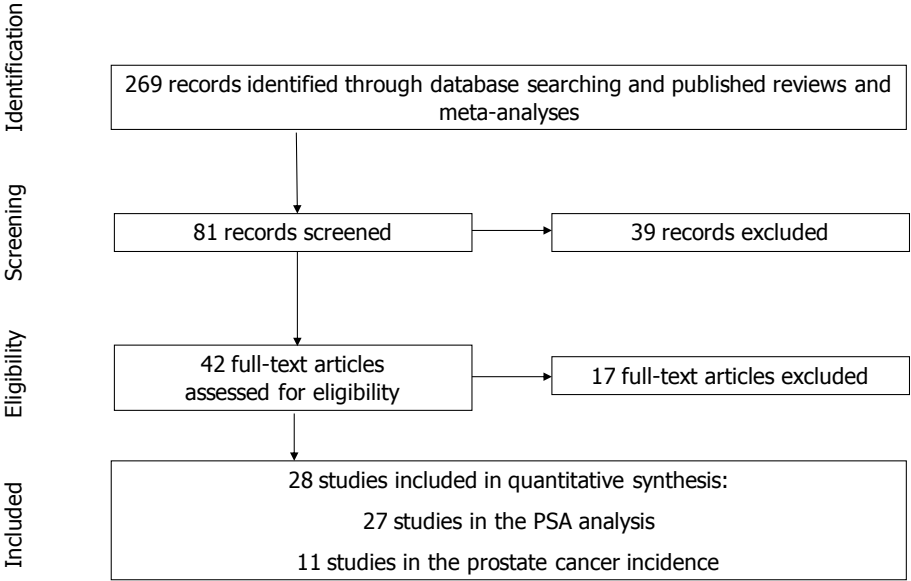 Identification
269 records identified through database searching and published reviews and
meta-analyses
Screening
81 records screened
39 records excluded
Eligibility
42 full-text articles
assessed for eligibility
17 full-text articles excluded
Included
28 studies included in quantitative synthesis:
27 studies in the PSA analysis
11 studies in the prostate cancer incidence